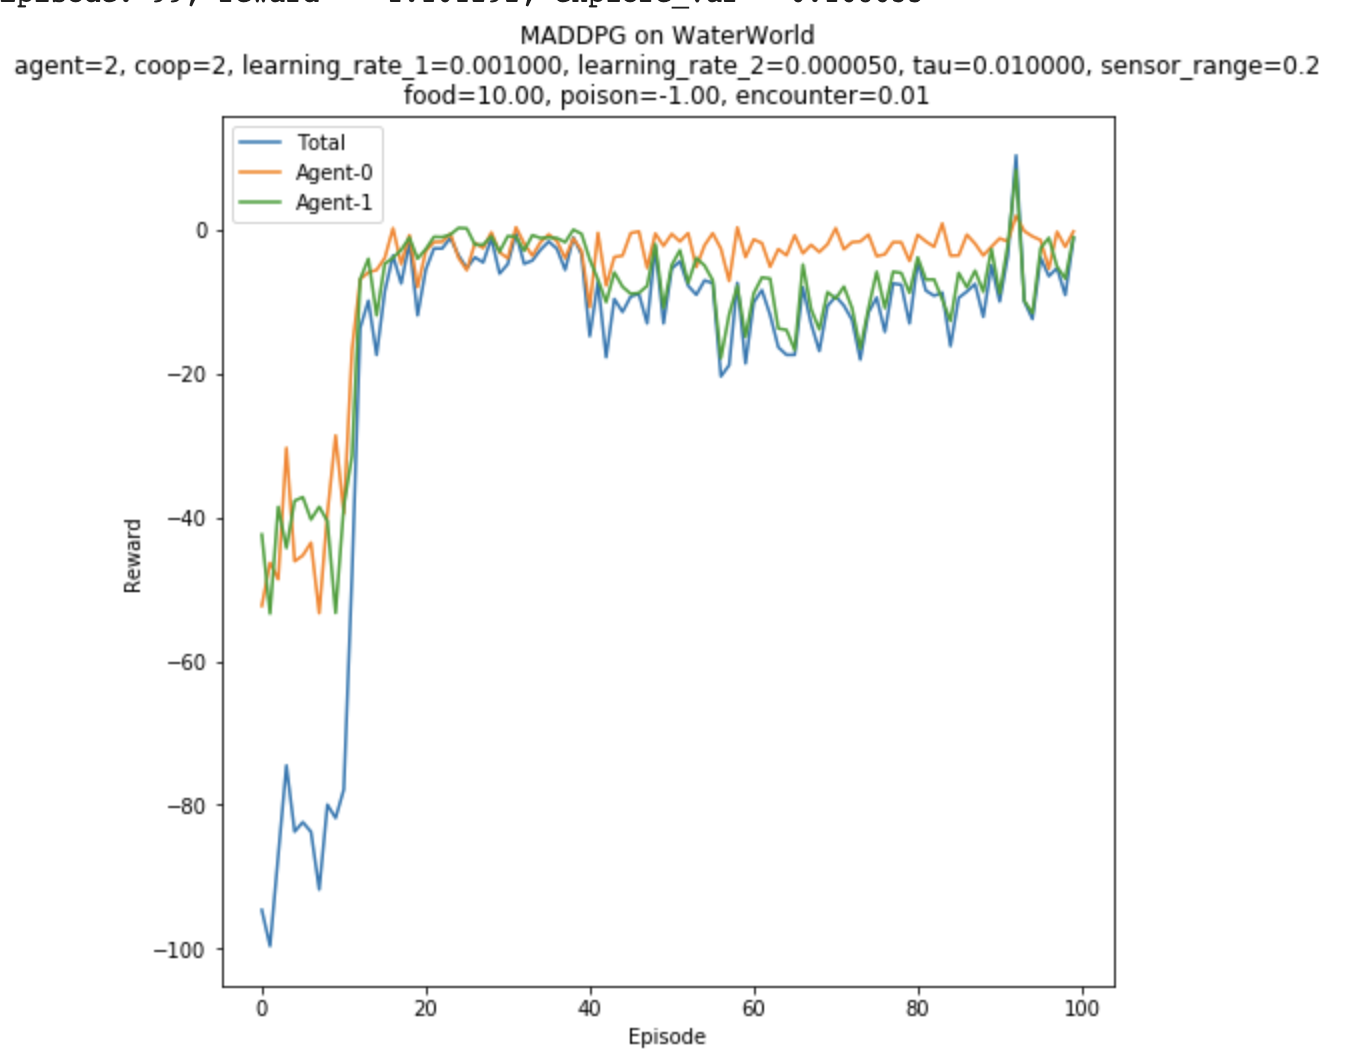 MADDPG on WaterWorld
agent=2, coop=2, learning_rate_1=0.001000, learning_rate_2=0.000050, tau=0.010000, sensor_range=0.2
food=10.00, poison=-1.00, encounter=0.01
Total
Agent-0
Agent-1
0
−20
−40
−60
−80
−100
Reward
0
20
40
60
80
100
Episode